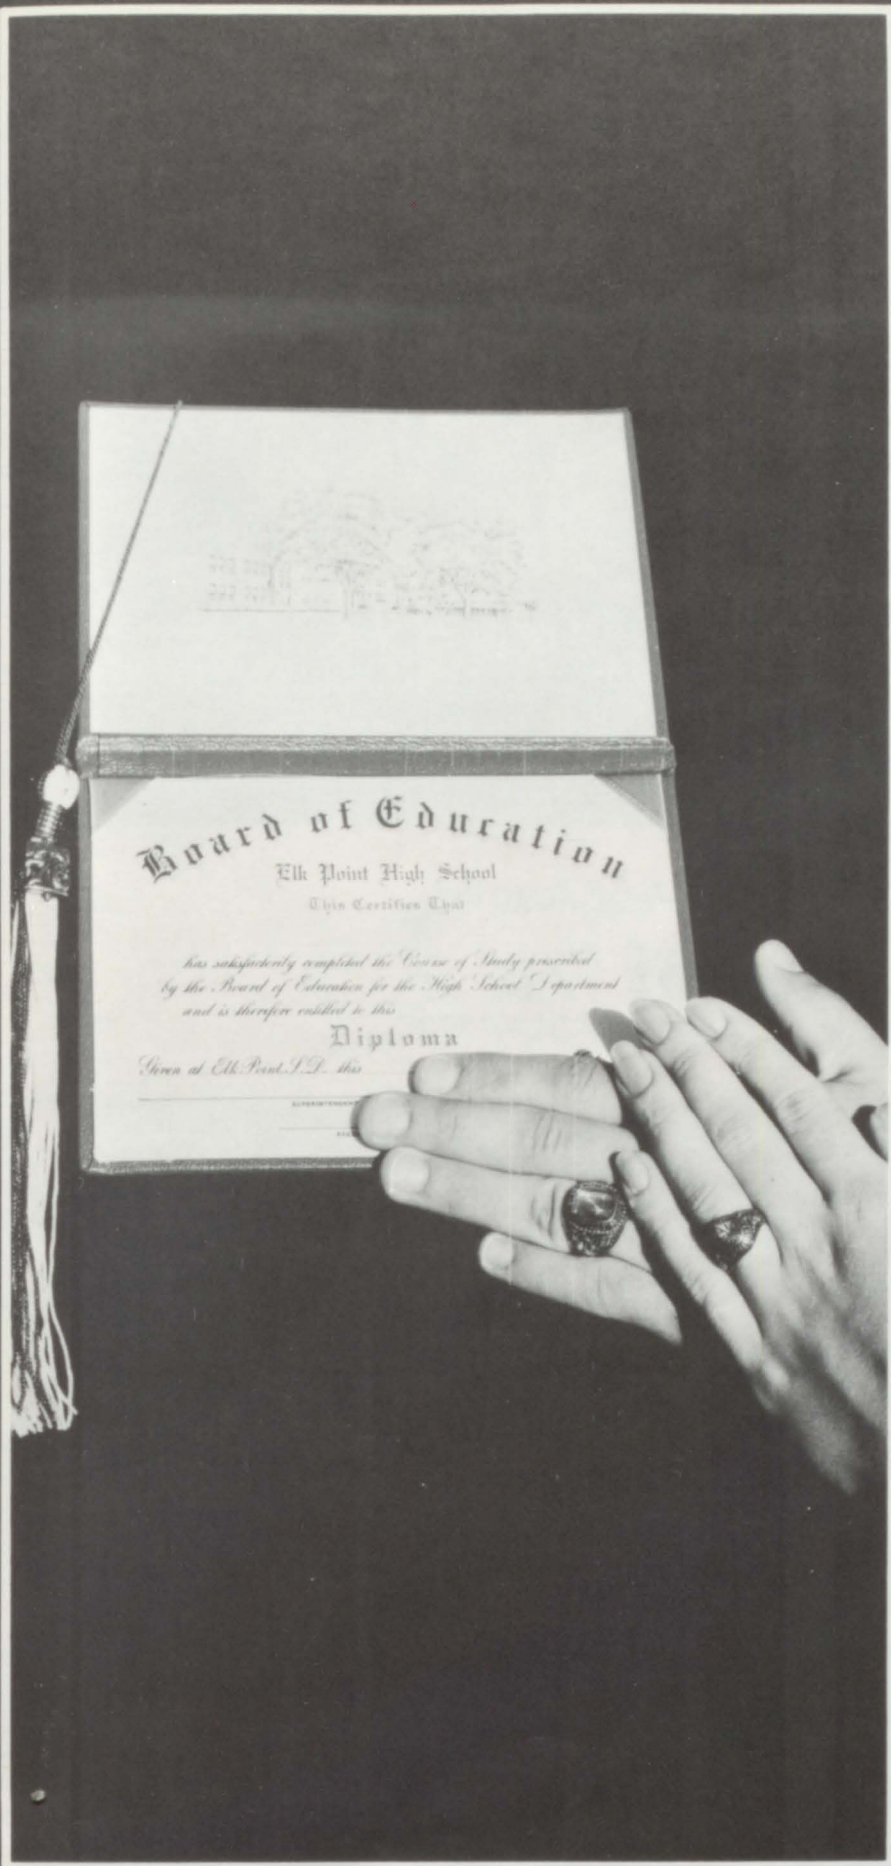 Board of Education
Elk Point High School
This Certifies That
has satisfactorily completed the Course of Study prescribed
by the Board of Education for the High School Department
and is therefore entitled to this
Diploma
Given at Elk Point, S.D. this